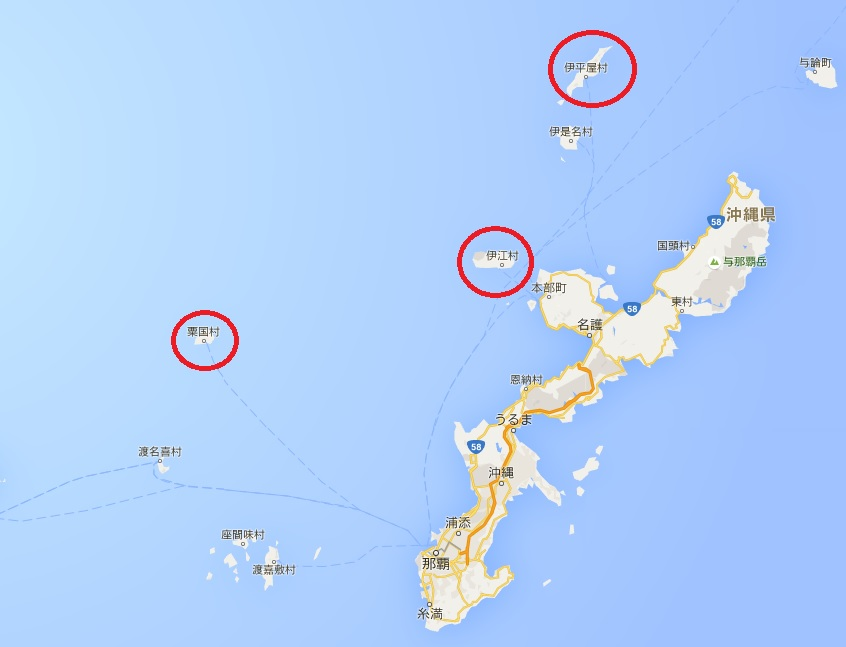 与論町
伊平屋村
伊是名村
58
沖縄県
国頭村
伊江村
与那覇岳
本部町
東村
58
名護
粟国村
恩納村
うるま
58
渡名喜村
沖縄
浦添
座間味村
那覇
渡嘉敷村
糸満